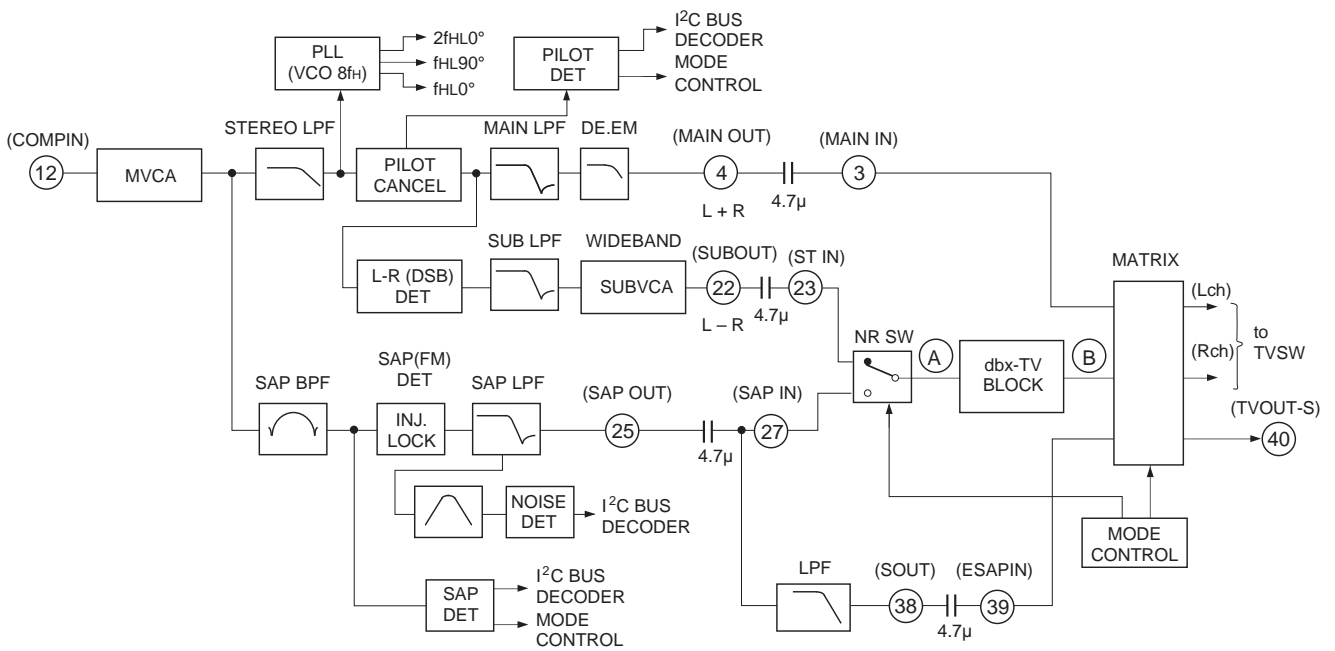 I²C BUS
DECODER
MODE
CONTROL
PLL
(VCO 8fH)
2fHL0°
fHL90°
fHL0°
PILOT
DET
(COMPIN)
STEREO LPF
MAIN LPF
DE.EM
(MAIN OUT)
(MAIN IN)
12
MVCA
PILOT
CANCEL
4
3
4.7µ
L + R
SUB LPF
WIDEBAND
(SUBOUT)
(ST IN)
MATRIX
L-R (DSB)
DET
SUBVCA
22
23
4.7µ
L – R
(Lch)
(Rch)
to
TVSW
NR SW
A
dbx-TV
BLOCK
B
SAP BPF
SAP(FM)
DET
SAP LPF
(SAP OUT)
(SAP IN)
(TVOUT-S)
INJ.
LOCK
25
27
40
4.7µ
NOISE
DET
I²C BUS
DECODER
MODE
CONTROL
SAP
DET
I²C BUS
DECODER
MODE
CONTROL
LPF
(SOUT)
(ESAPIN)
38
39
4.7µ